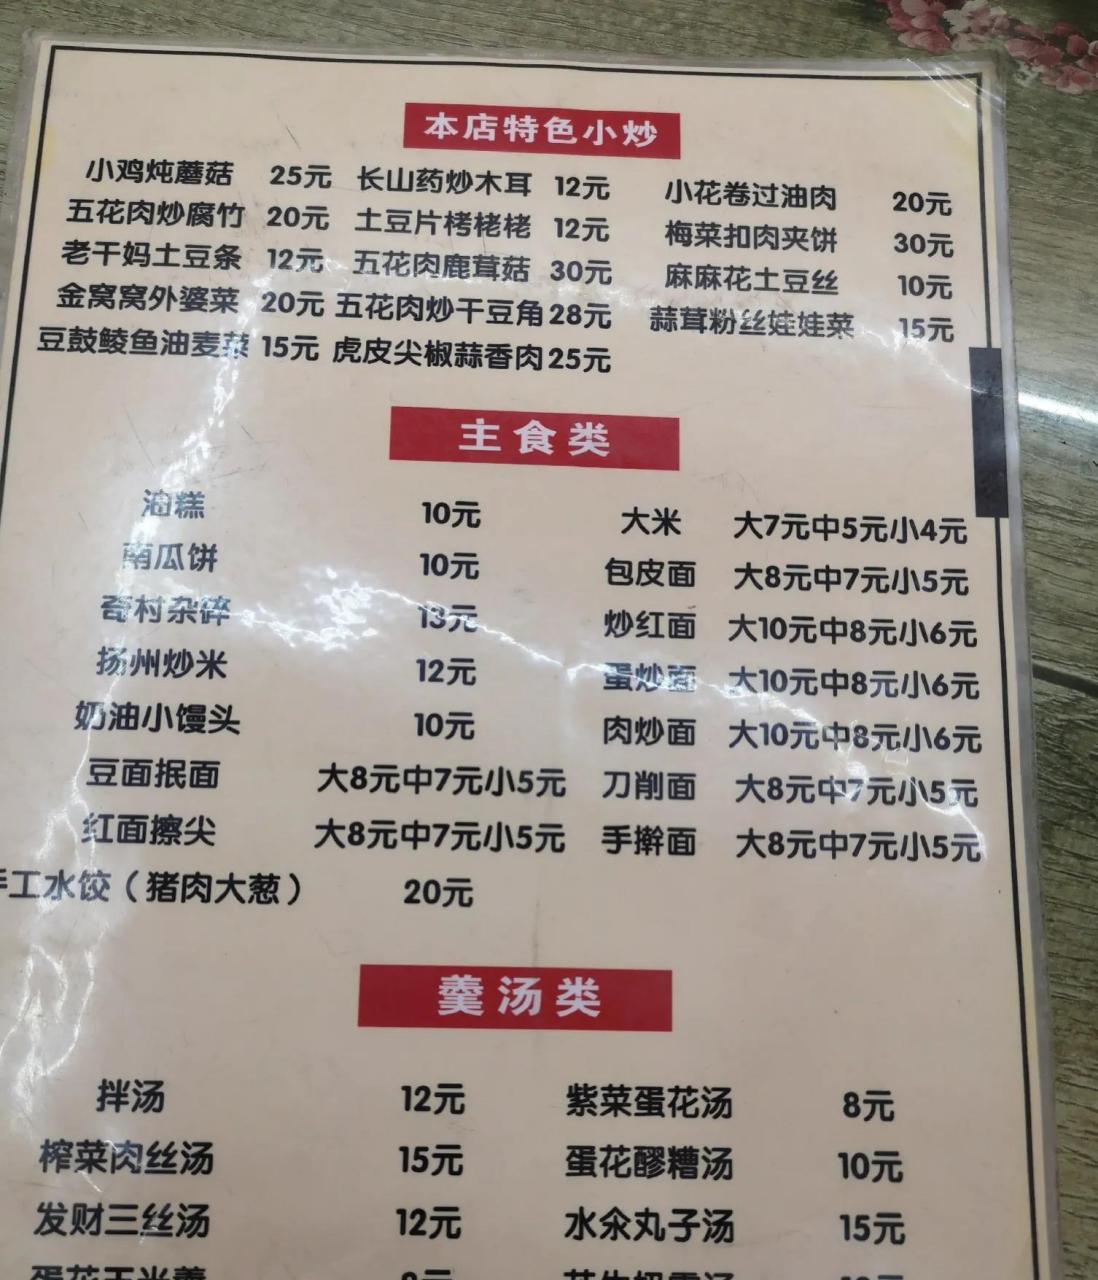 本店特色小炒
小鸡炖蘑菇 25元 长山药炒木耳 12元 小花卷过油肉 20元
五花肉炒腐竹 20元 土豆片栲栳栳 12元 梅菜扣肉夹饼 30元
老干妈土豆条 12元 五花肉鹿茸菇 30元 麻麻花土豆丝 10元
金窝窝外婆菜 20元 五花肉炒干豆角 28元 蒜茸粉丝娃娃菜 15元
豆鼓鲮鱼油麦菜 15元 虎皮尖椒蒜香肉 25元
主食类
油糕 10元 大米 大7元中5元小4元
南瓜饼 10元 包皮面 大8元中7元小5元
奇村杂碎 13元 炒红面 大10元中8元小6元
扬州炒米 12元 蛋炒面 大10元中8元小6元
奶油小馒头 10元 肉炒面 大10元中8元小6元
豆面抿面 大8元中7元小5元 刀削面 大8元中7元小5元
红面擦尖 大8元中7元小5元 手擀面 大8元中7元小5元
手工水饺（猪肉大葱） 20元
羹汤类
拌汤 12元 紫菜蛋花汤 8元
榨菜肉丝汤 15元 蛋花醪糟汤 10元
发财三丝汤 12元 水汆丸子汤 15元
蛋花玉米羹